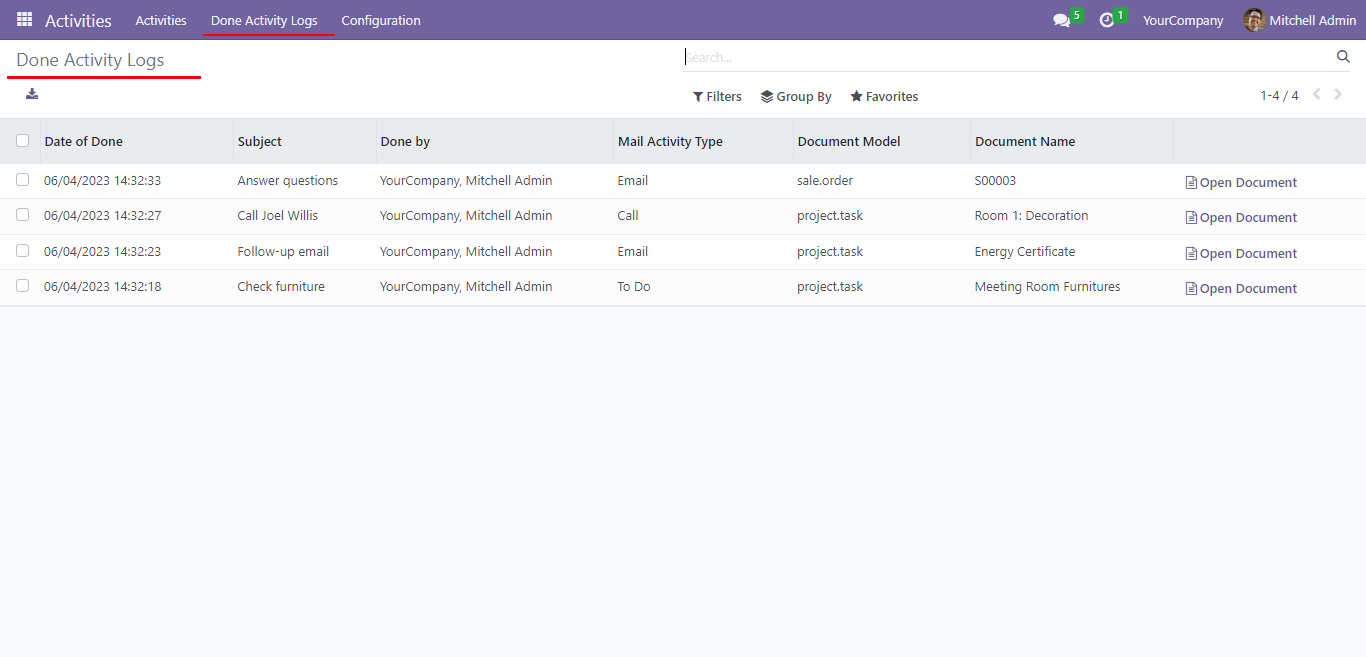 Activities Activities Done Activity Logs Configuration 5 1 YourCompany Mitchell Admin
Done Activity Logs Search...
Filters Group By Favorites 1-4 / 4
Date of Done Subject Done by Mail Activity Type Document Model Document Name
06/04/2023 14:32:33 Answer questions YourCompany, Mitchell Admin Email sale.order S00003 Open Document
06/04/2023 14:32:27 Call Joel Willis YourCompany, Mitchell Admin Call project.task Room 1: Decoration Open Document
06/04/2023 14:32:23 Follow-up email YourCompany, Mitchell Admin Email project.task Energy Certificate Open Document
06/04/2023 14:32:18 Check furniture YourCompany, Mitchell Admin To Do project.task Meeting Room Furnitures Open Document